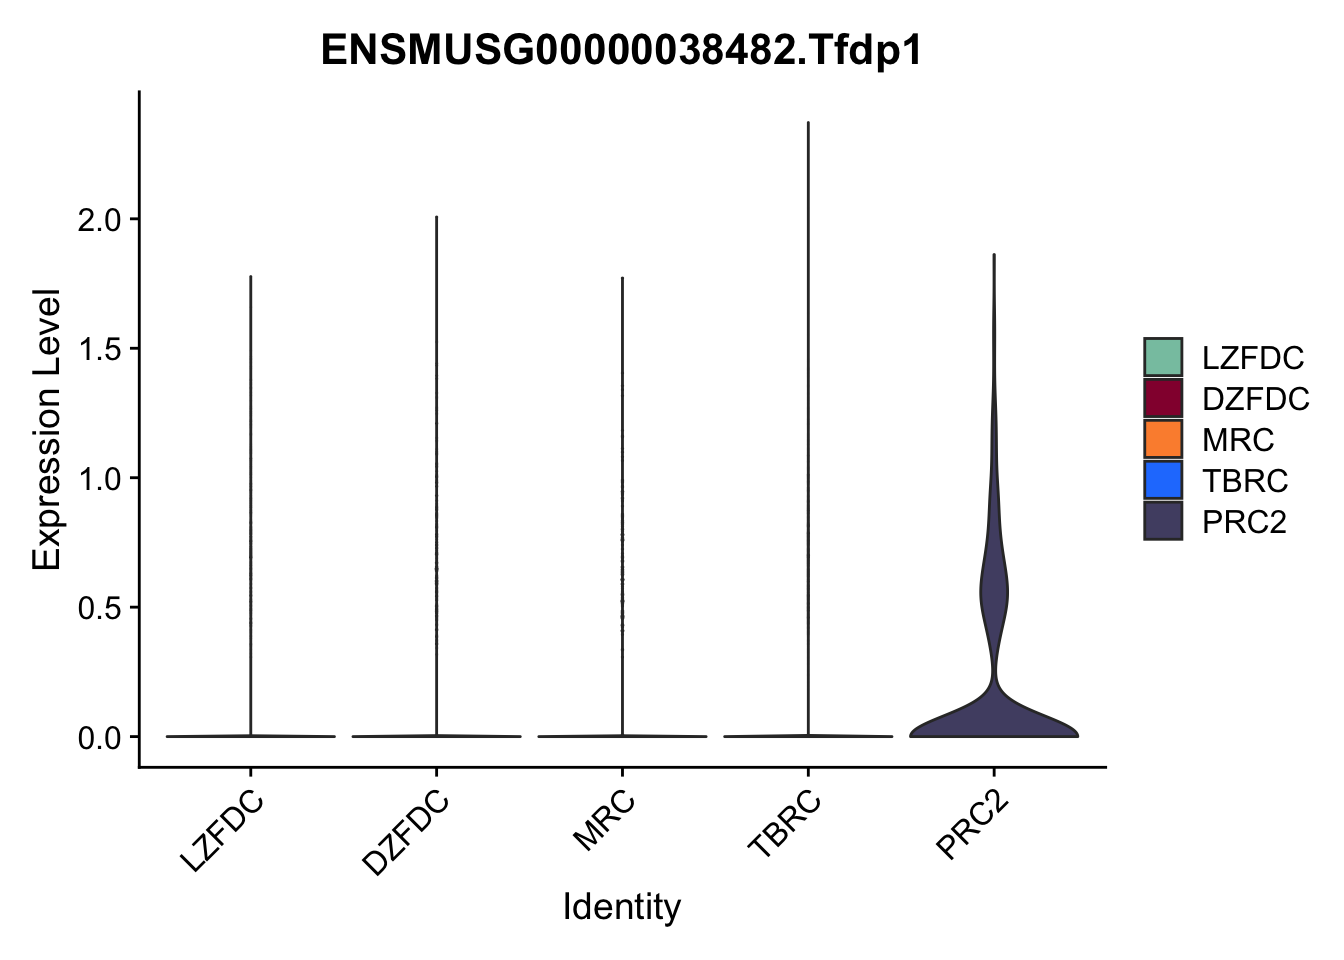 ENSMUSG00000038482.Tfdp1
Expression Level
2.0
1.5
1.0
0.5
0.0
LZFDC
DZFDC
MRC
TBRC
PRC2
Identity
LZFDC
DZFDC
MRC
TBRC
PRC2